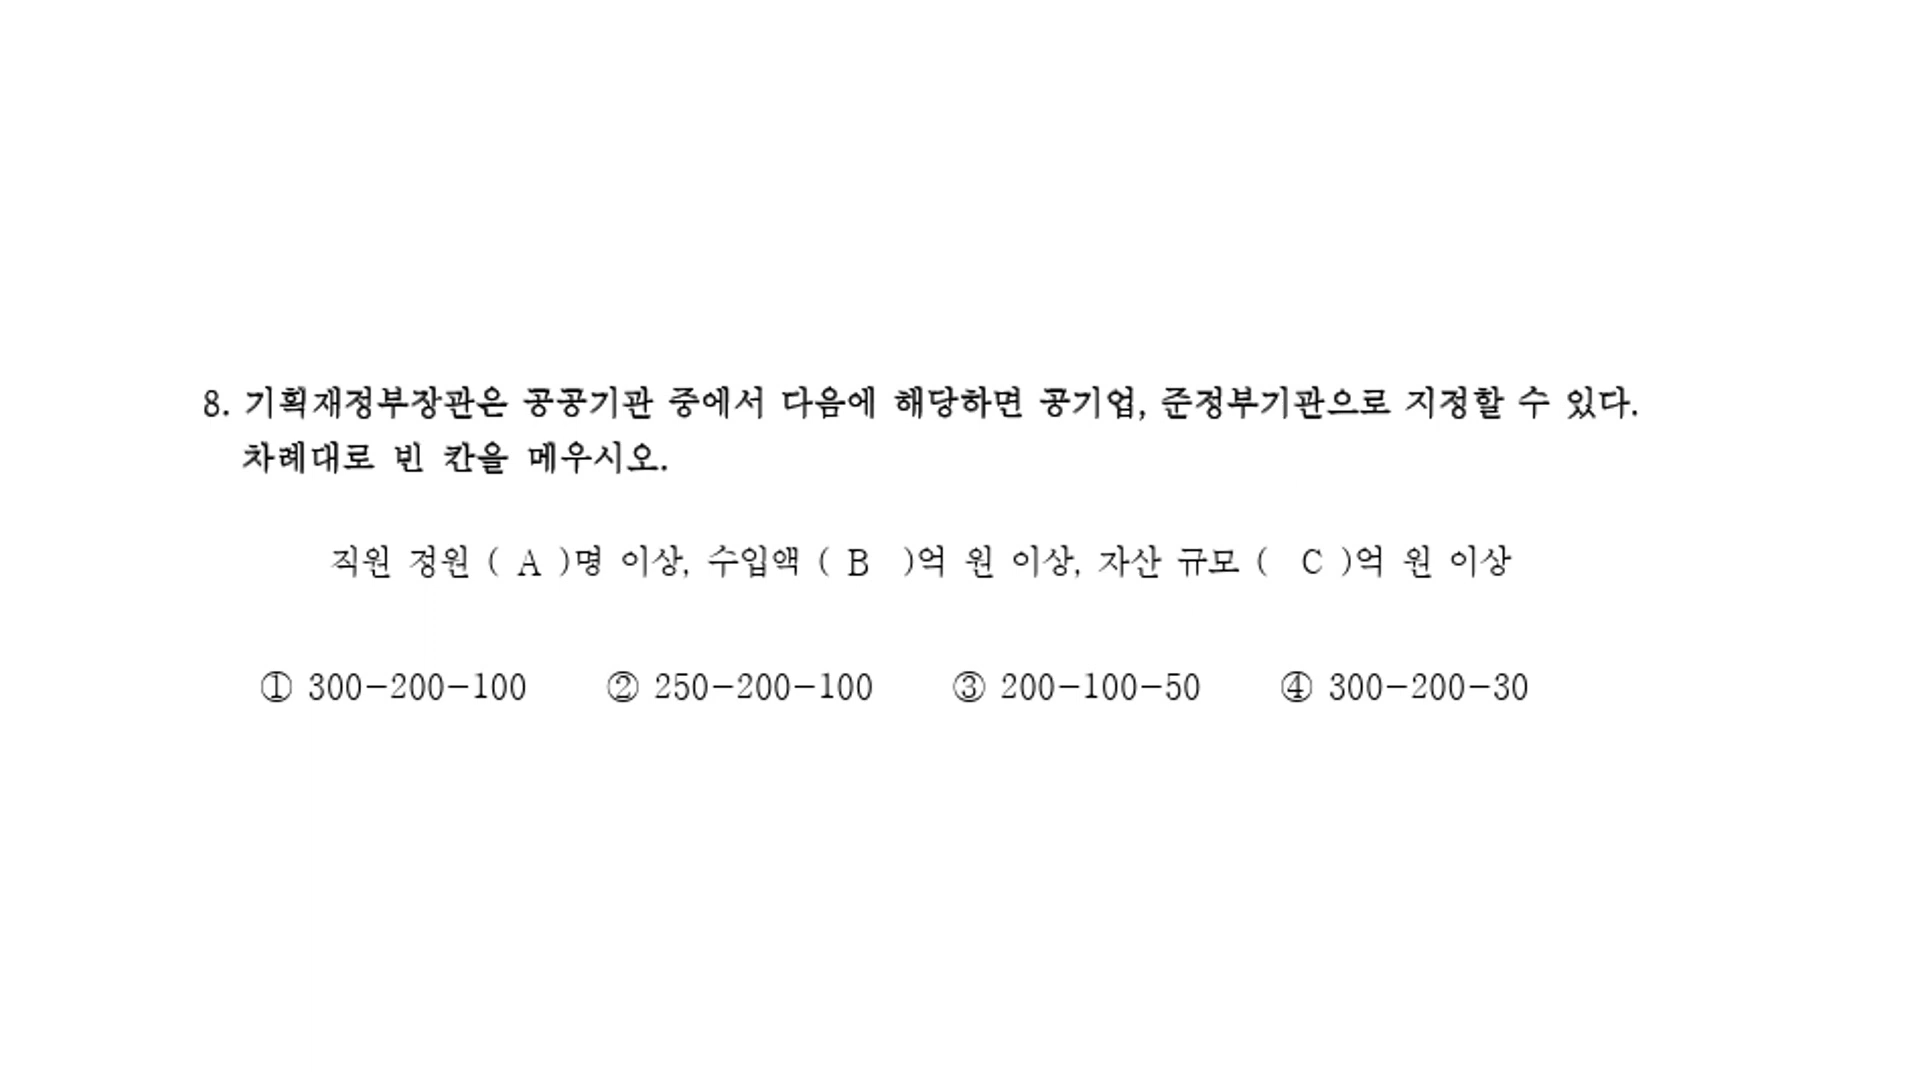 8. 기획재정부장관은 공공기관 중에서 다음에 해당하면 공기업, 준정부기관으로 지정할 수 있다.
차례대로 빈 칸을 메우시오.
직원 정원 ( A )명 이상, 수입액 ( B )억 원 이상, 자산 규모 ( C )억 원 이상
① 300-200-100 ② 250-200-100 ③ 200-100-50 ④ 300-200-30